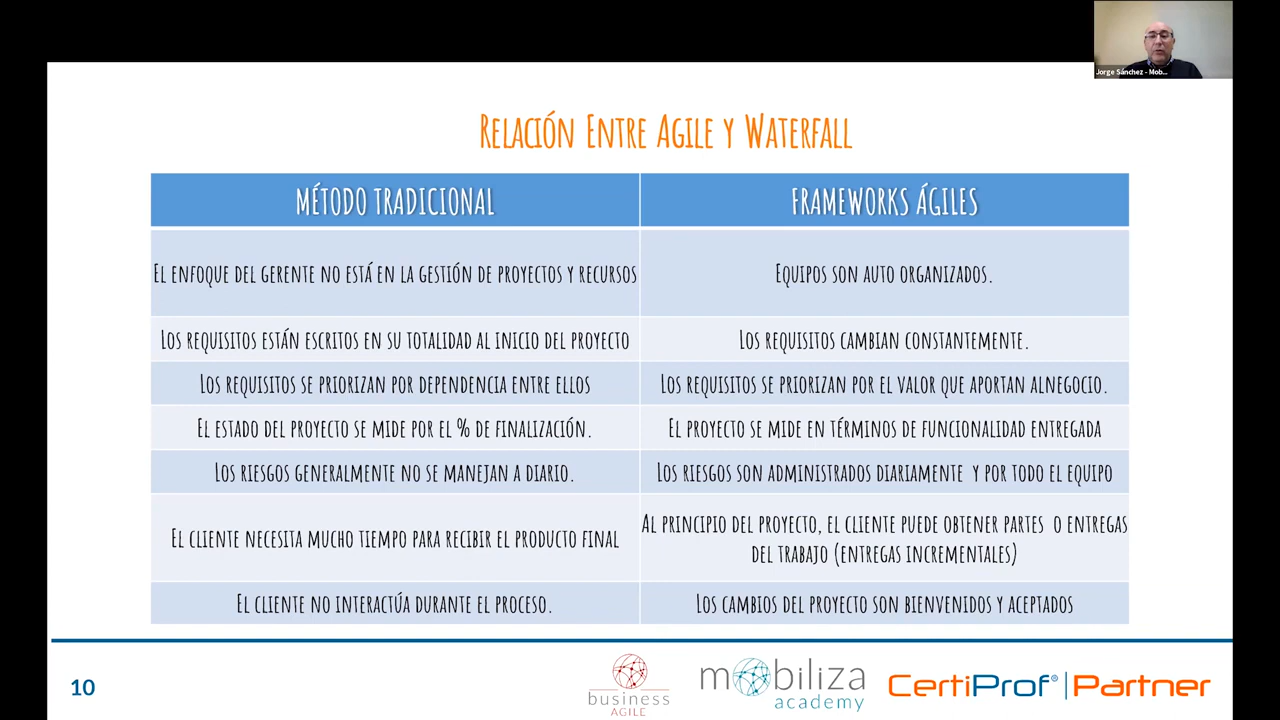 Jorge Sánchez - Mob...
Relación Entre Agile y Waterfall
MÉTODO TRADICIONAL
FRAMEWORKS ÁGILES
El enfoque del gerente no está en la gestión de proyectos y recursos
Equipos son auto organizados.
Los requisitos están escritos en su totalidad al inicio del proyecto
Los requisitos cambian constantemente.
Los requisitos se priorizan por dependencia entre ellos
Los requisitos se priorizan por el valor que aportan alnegocio.
El estado del proyecto se mide por el % de finalización.
El proyecto se mide en términos de funcionalidad entregada
Los riesgos generalmente no se manejan a diario.
Los riesgos son administrados diariamente y por todo el equipo
El cliente necesita mucho tiempo para recibir el producto final
Al principio del proyecto, el cliente puede obtener partes o entregas
del trabajo (entregas incrementales)
El cliente no interactúa durante el proceso.
Los cambios del proyecto son bienvenidos y aceptados
10
business
AGILE
mobiliza
academy
CertiProf® | Partner